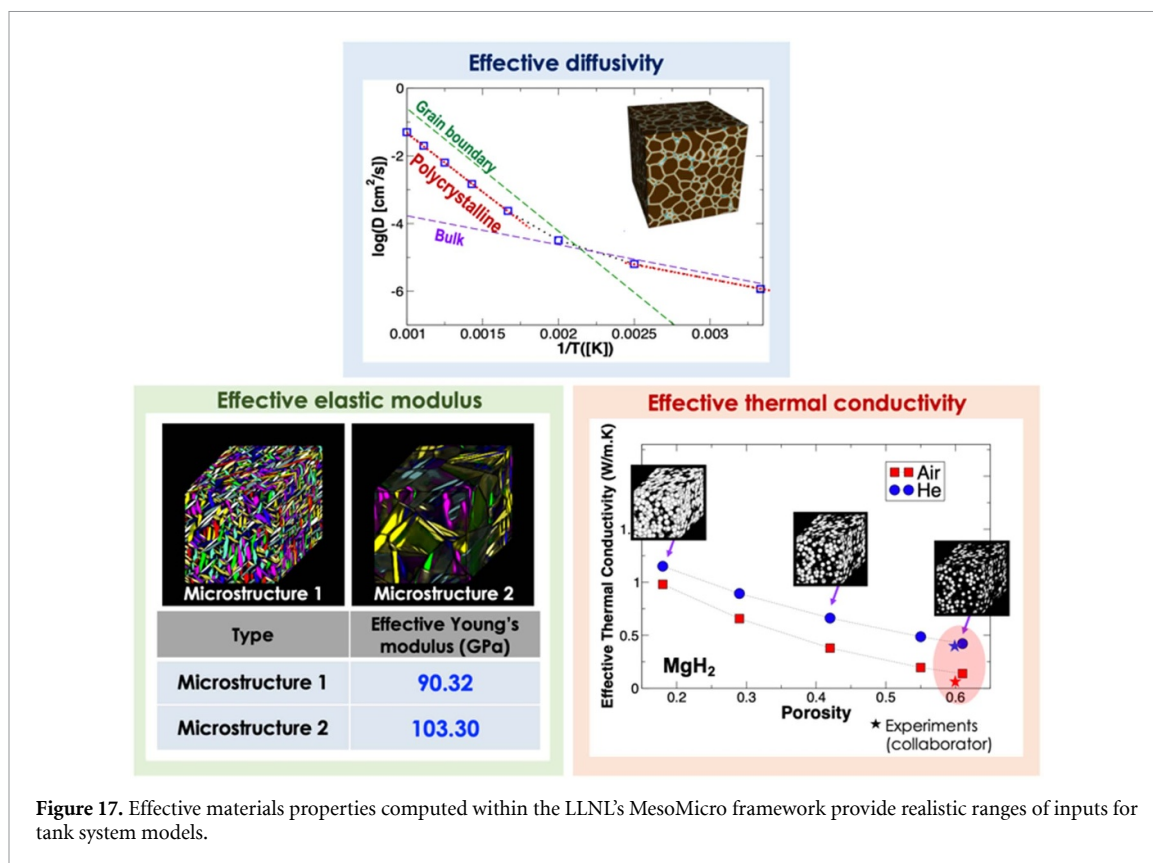 Effective diffusivity
0
-2
-4
-6
log(D [cm²/s])
Grain boundary
Polycrystalline
Bulk
0.001 0.0015 0.002 0.0025 0.003
1/T([K])
Effective elastic modulus
Microstructure 1 Microstructure 2
Type Effective Young's
modulus (GPa)
Microstructure 1 90.32
Microstructure 2 103.30
Effective thermal conductivity
Effective Thermal Conductivity (W/m.K)
Air
He
1.
1
0.5
0
MgH₂
0.2 0.3 0.4 0.5 0.6
Porosity
★ Experiments
(collaborator)
Figure 17. Effective materials properties computed within the LLNL's MesoMicro framework provide realistic ranges of inputs for
tank system models.